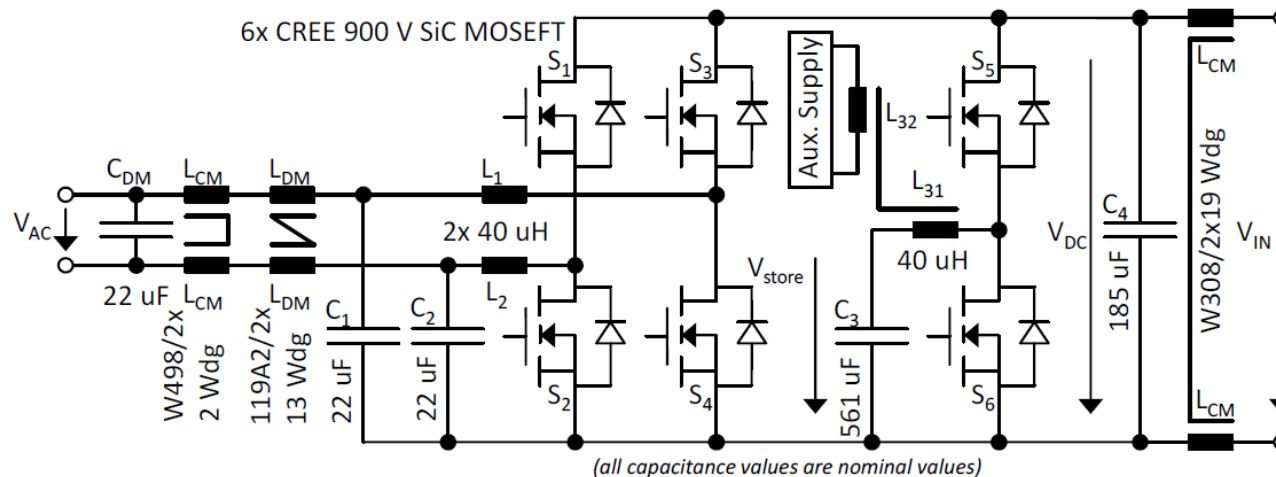 6x CREE 900 V SiC MOSEFT
S1
S3
S5
LCM
Aux. Supply
L32
L31
CDM
LCM
LDM
L1
VAC
2x 40 uH
40 uH
Vstore
VDC
C4
185 uF
VIN
W308/2x19 Wdg
22 uF
LCM
LDM
L2
W498/2x
2 Wdg
119A2/2x
13 Wdg
C1
22 uF
C2
22 uF
S2
S4
C3
561 uF
S6
LCM
(all capacitance values are nominal values)